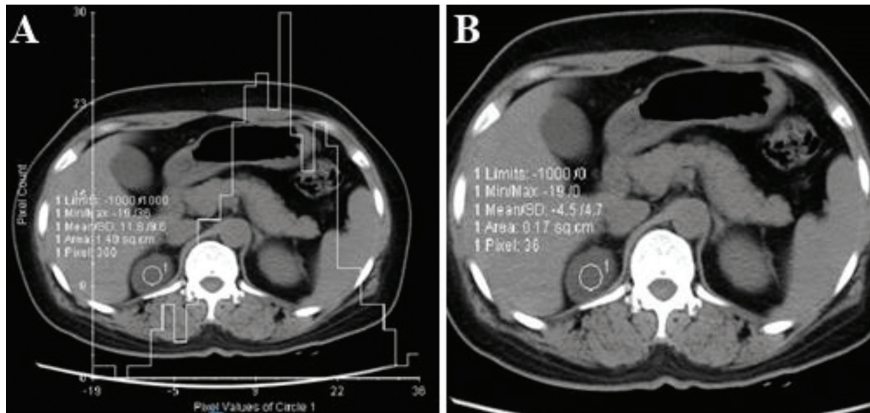 A
30
23
Pixel Count
1 Limits: -1000/1000
1 Min/Max: -19/36
1 Mean/SD: 11.8/9.6
1 Area: 1.40 sq.cm
1 Pixel: 300
1
-19
-5
22
36
Pixel Values of Circle 1
B
1 Limits: -1000/0
1 Min/Max: -19/0
1 Mean/SD: -4.5/4.7
1 Area: 0.17 sq.cm
1 Pixel: 36
1